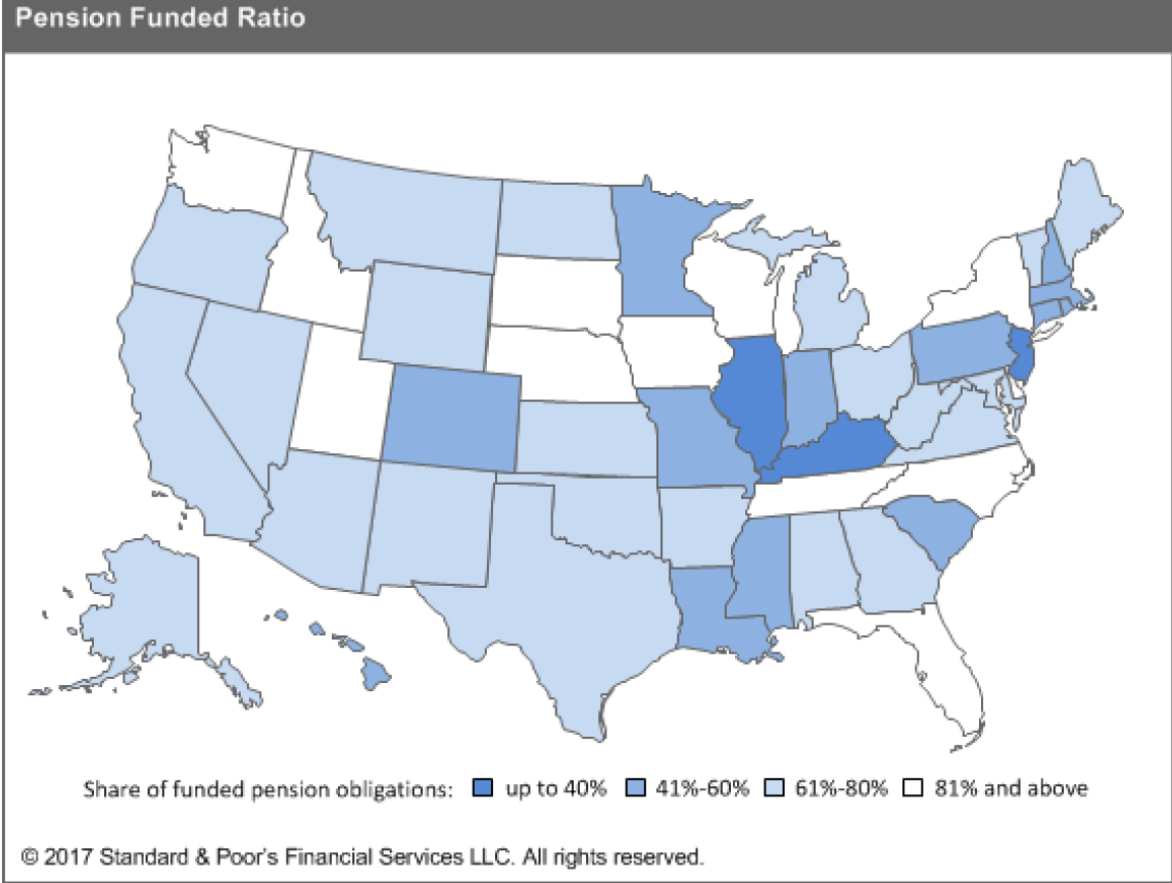 Pension Funded Ratio
Share of funded pension obligations: up to 40% 41%-60% 61%-80% 81% and above
© 2017 Standard & Poor's Financial Services LLC. All rights reserved.